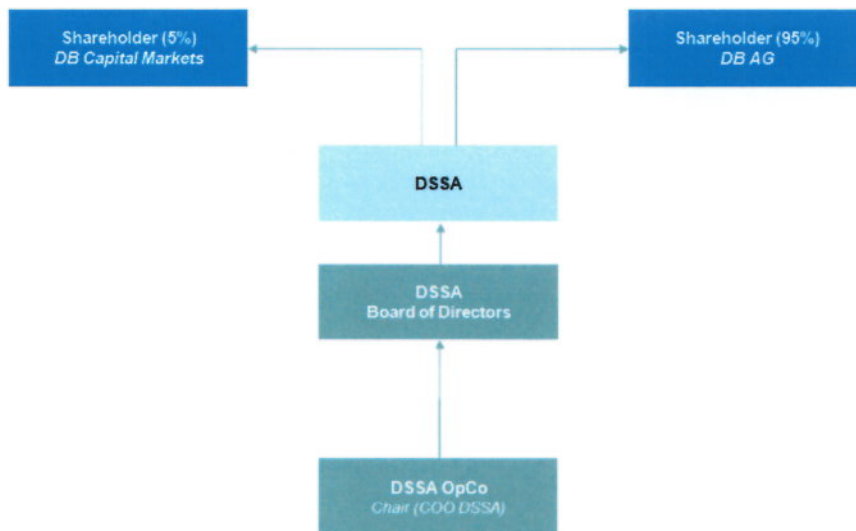 Shareholder (5%)
DB Capital Markets
Shareholder (95%)
DB AG
DSSA
DSSA
Board of Directors
DSSA OpCo
Chair (COO DSSA)